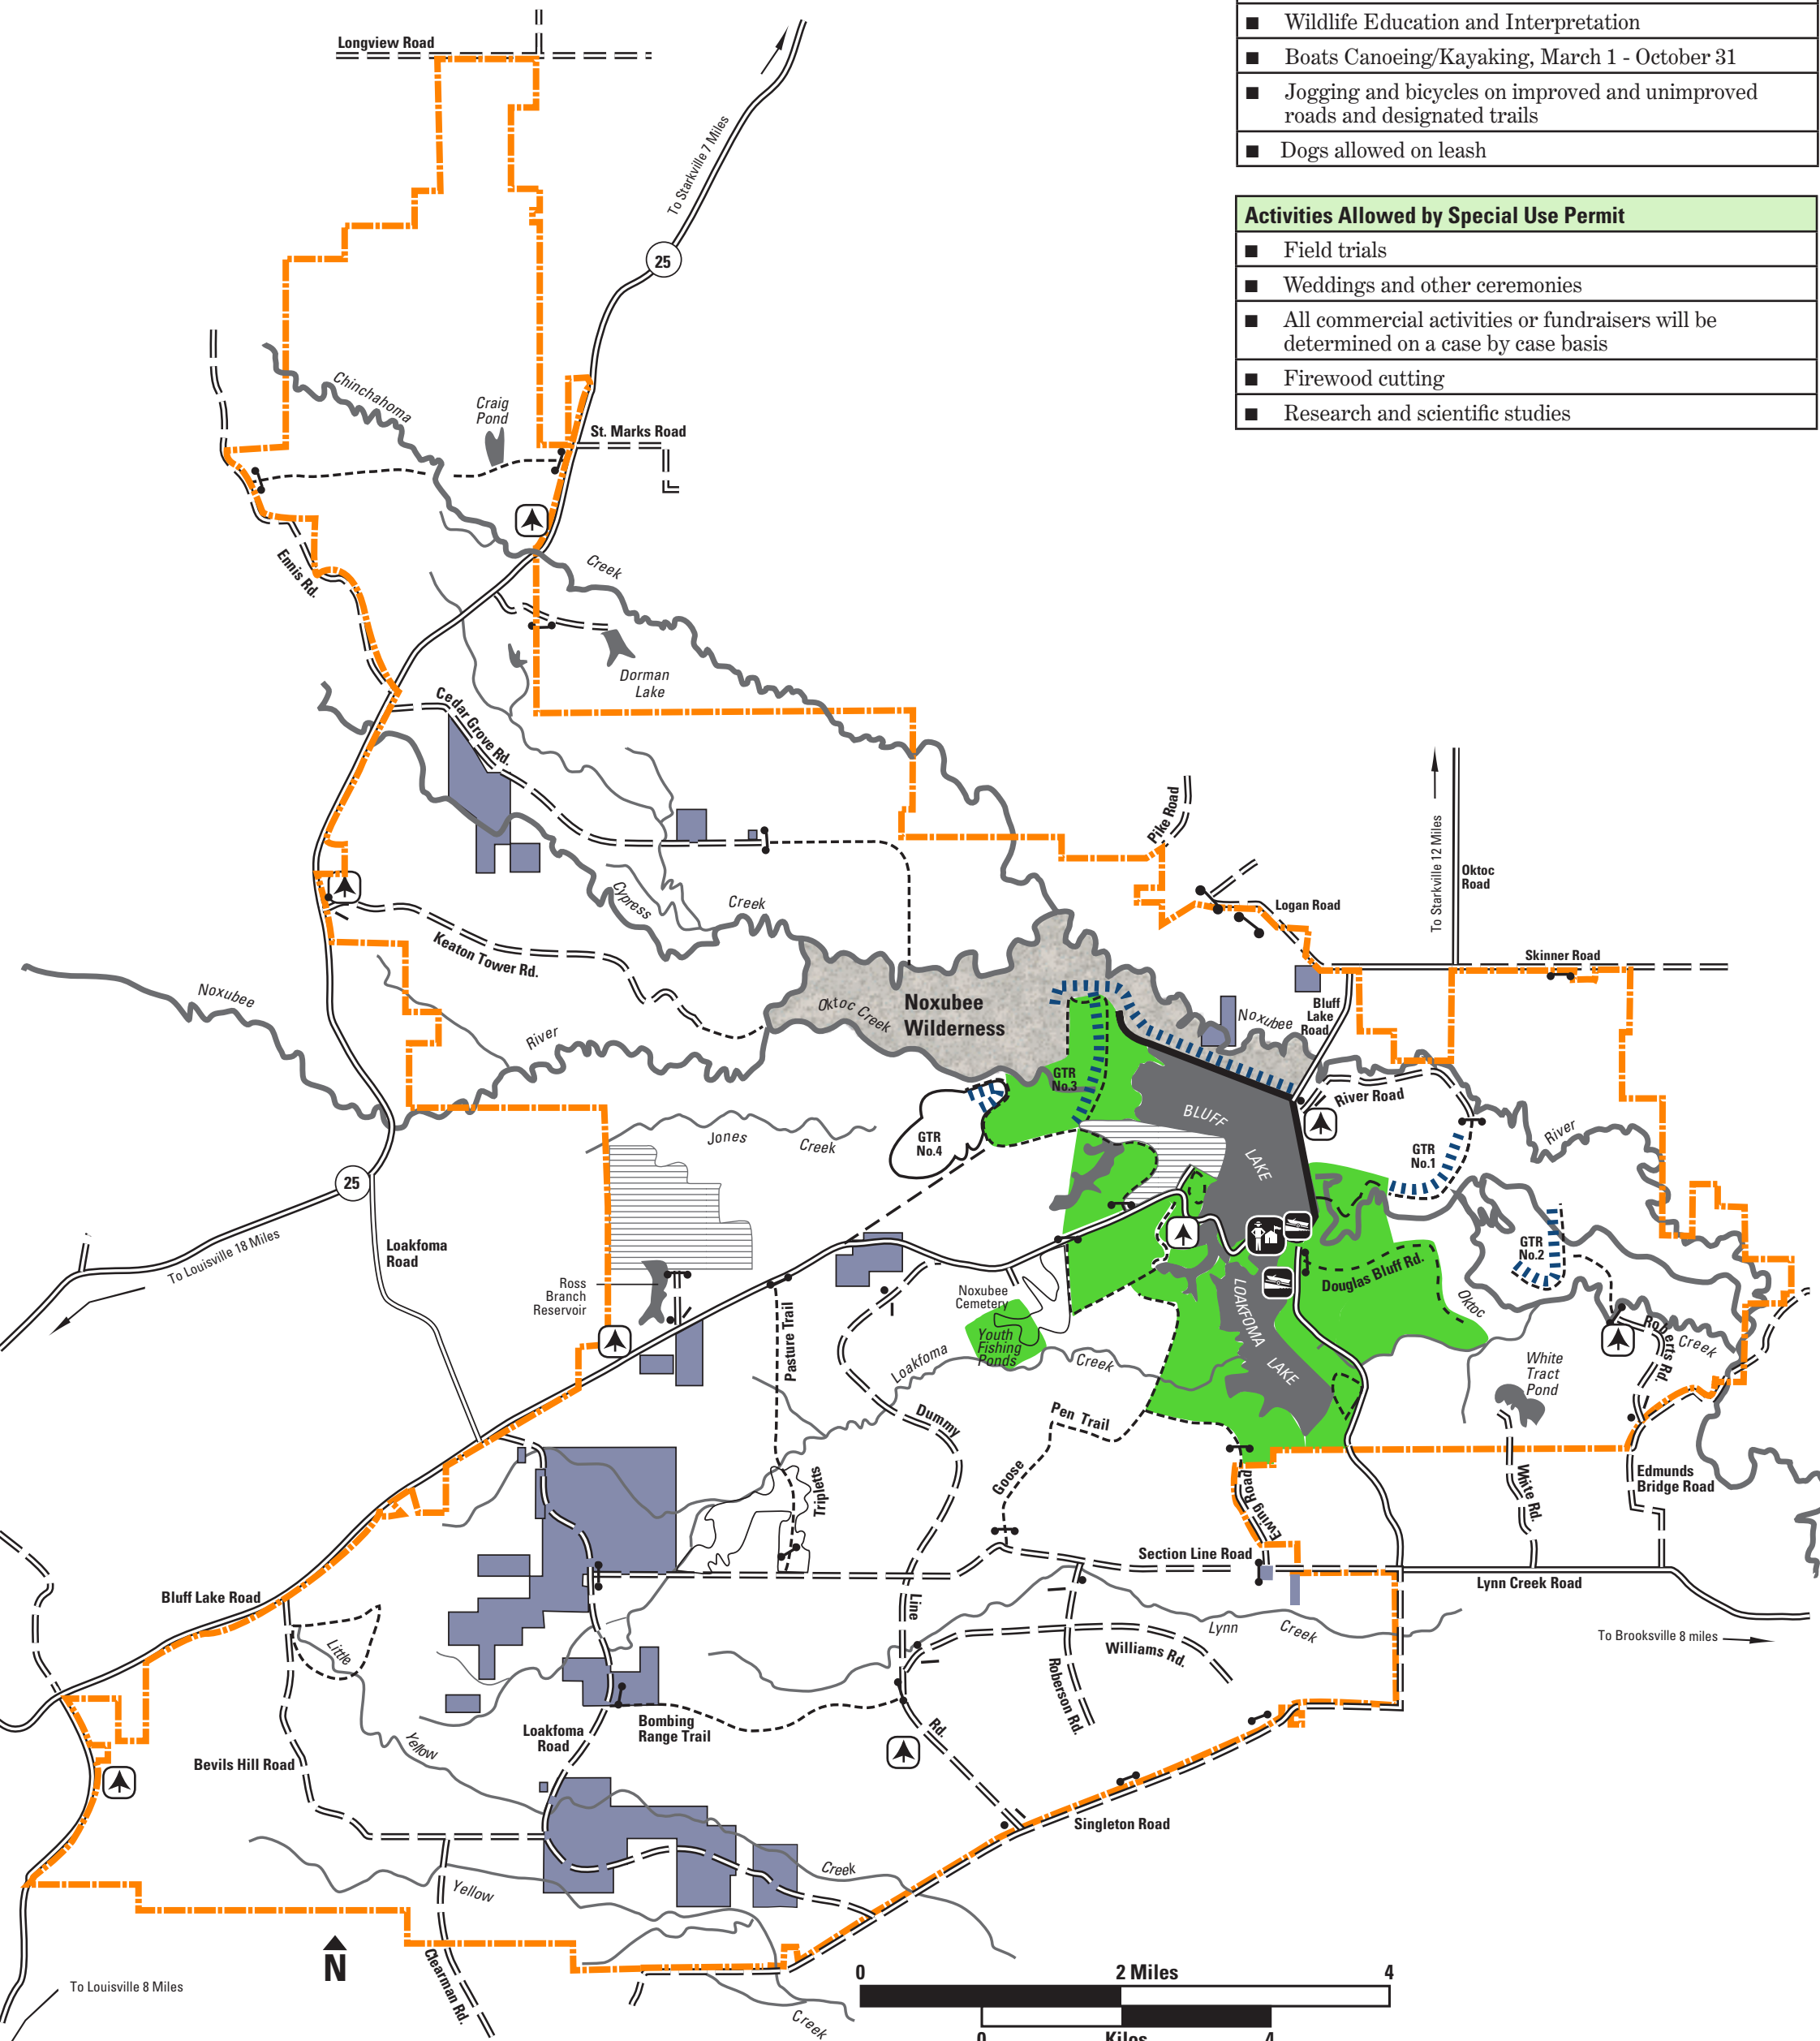 Wildlife Education and Interpretation
Boats Canoeing/Kayaking, March 1 - October 31
Jogging and bicycles on improved and unimproved
roads and designated trails
Dogs allowed on leash
Activities Allowed by Special Use Permit
Field trials
Weddings and other ceremonies
All commercial activities or fundraisers will be
determined on a case by case basis
Firewood cutting
Research and scientific studies
Longview Road
To Starkville 7 Miles
25
Chinchahoma
Craig
Pond
St. Marks Road
Ennis Rd.
Creek
Dorman
Lake
Cedar Grove Rd.
Pike Road
To Starkville 12 Miles
Oktoc
Road
Cypress
Creek
Logan Road
Keaton Tower Rd.
Skinner Road
Noxubee
River
Oktoc Creek
Noxubee
Wilderness
Noxubee
Bluff
Lake
Road
GTR
No.3
River Road
BLUFF
LAKE
Jones
Creek
GTR
No.4
GTR
No.1
River
25
Loakfoma
Road
To Louisville 18 Miles
GTR
No.2
Ross
Branch
Reservoir
Noxubee
Cemetery
Youth
Fishing
Ponds
Douglas Bluff Rd.
Oktoc
LOAKFOMA
LAKE
Pasture Trail
Loakfoma
Creek
Roberts Rd.
Creek
White
Tract
Pond
Dummy
Line
Rd.
Pen Trail
Goose
Triplets
Ewing Road
White Rd.
Edmunds
Bridge Road
Section Line Road
Lynn Creek Road
Bluff Lake Road
Little
Yellow
Creek
Lynn
Creek
To Brooksville 8 miles
Williams Rd.
Roberson Rd.
Loakfoma
Road
Bombing
Range Trail
Bevils Hill Road
Singleton Road
Yellow
Creek
Clearman Rd.
N
To Louisville 8 Miles
0
2 Miles
4
0
Kilos
4